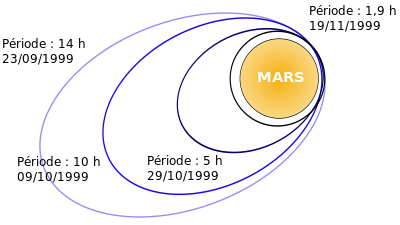 Période : 1,9 h
19/11/1999
Période : 14 h
23/09/1999
MARS
Période : 10 h
09/10/1999
Période : 5 h
29/10/1999